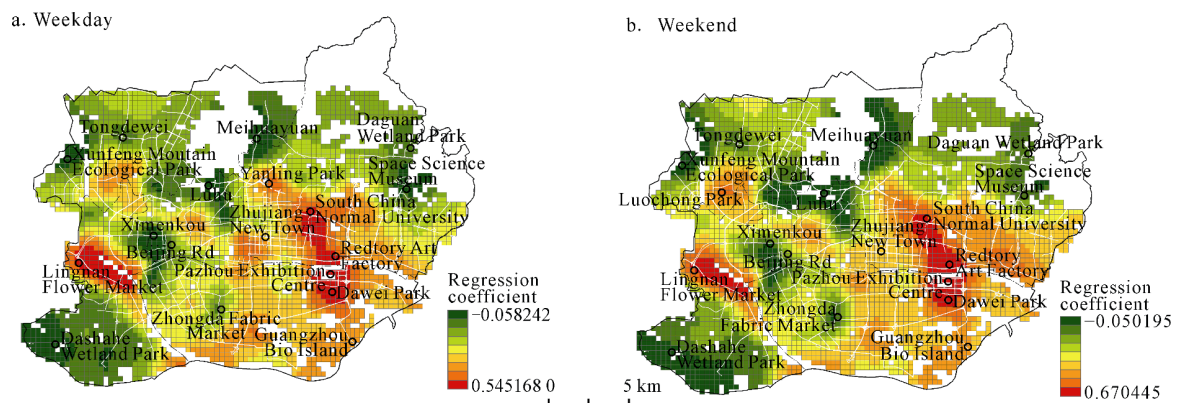 a. Weekday
Tongdewei
Meihuayuan
Daguan
Wetland Park
Xunfeng Moutain
Ecological Park
Space Science
Museum
Yanling Park
Luhu
South China
Normal University
Zhujiang
New Town
Ximenkou
Beijing Rd
Redtory Art
Factory
Pazhou Exhibition
Centre
Lingnan
Flower Market
Dawei Park
Zhongda Fabric
Market
Guangzhou
Bio Island
Dashahe
Wetland Park
Regression
coefficient
−0.058242
0.545168 0
b. Weekend
Tongdewei
Meihuayuan
Daguan Wetland Park
Xunfeng Mountain
Ecological Park
Space Science
Museum
Luochong Park
Luhu
South China
Normal University
Zhujiang
New Town
Ximenkou
Beijing Rd
Redtory
Art Factory
Pazhou Exhibition
Centre
Lingnan
Flower Market
Dawei Park
Zhongda
Fabric Market
Guangzhou
Bio Island
Dashahe
Wetland Park
Regression
coefficient
−0.050195
0.670445
5 km